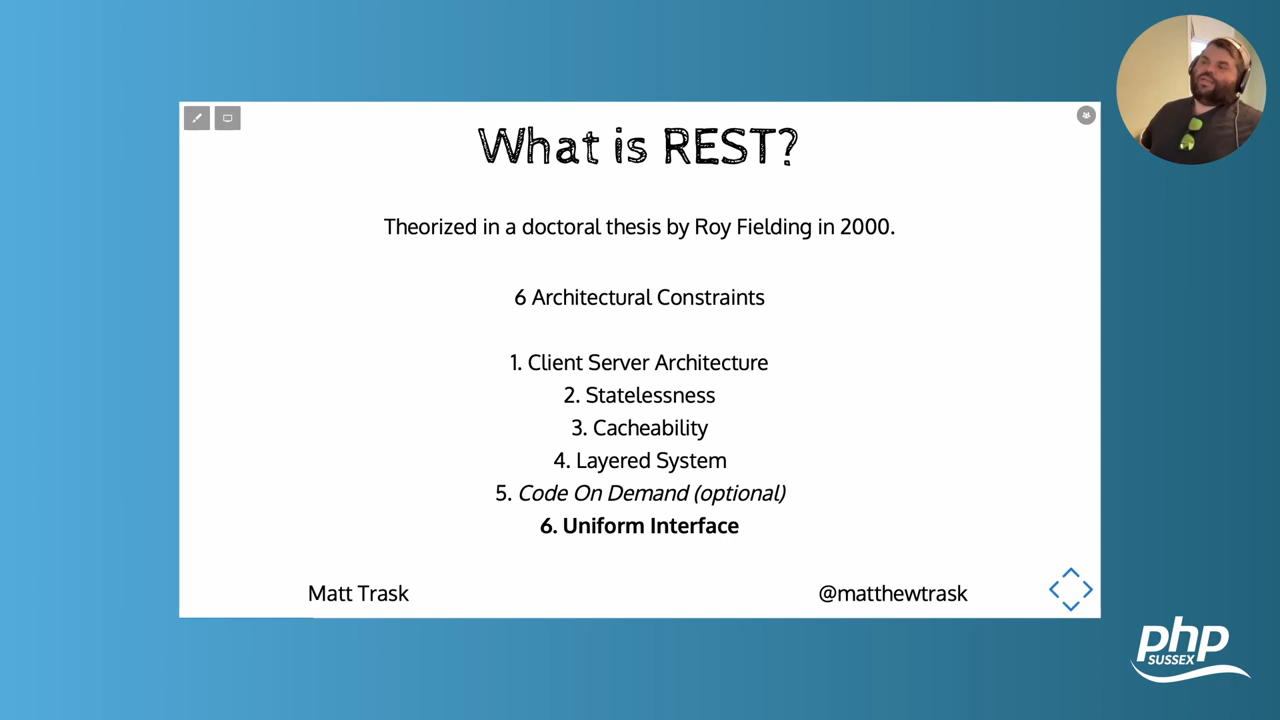 What is REST?
Theorized in a doctoral thesis by Roy Fielding in 2000.
6 Architectural Constraints
1. Client Server Architecture
2. Statelessness
3. Cacheability
4. Layered System
5. Code On Demand (optional)
6. Uniform Interface
Matt Trask
@matthewtrask
php
SUSSEX